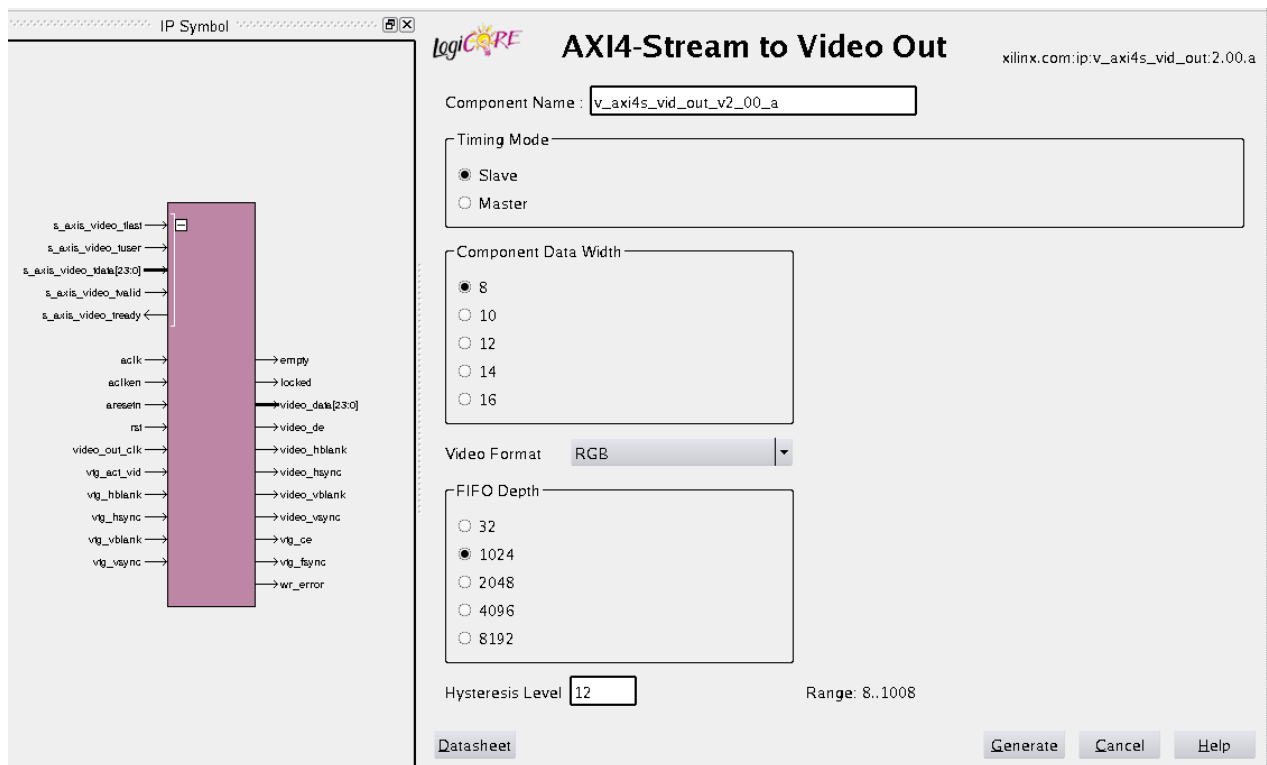 IP Symbol
s_axis_video_tlast
s_axis_video_tuser
s_axis_video_tdata[23:0]
s_axis_video_tvalid
s_axis_video_tready
aclk
aclken
aresetn
rst
video_out_clk
vtg_act_vid
vtg_hblank
vtg_hsync
vtg_vblank
vtg_vsync
empty
locked
video_data[23:0]
video_de
video_hblank
video_hsync
video_vblank
video_vsync
vtg_ce
vtg_fsync
wr_error
LogiCORE
AXI4-Stream to Video Out
xilinx.com:ip:v_axi4s_vid_out:2.00.a
Component Name : v_axi4s_vid_out_v2_00_a
Timing Mode
Slave
Master
Component Data Width
8
10
12
14
16
Video Format RGB
FIFO Depth
32
1024
2048
4096
8192
Hysteresis Level 12 Range: 8..1008
Datasheet Generate Cancel Help